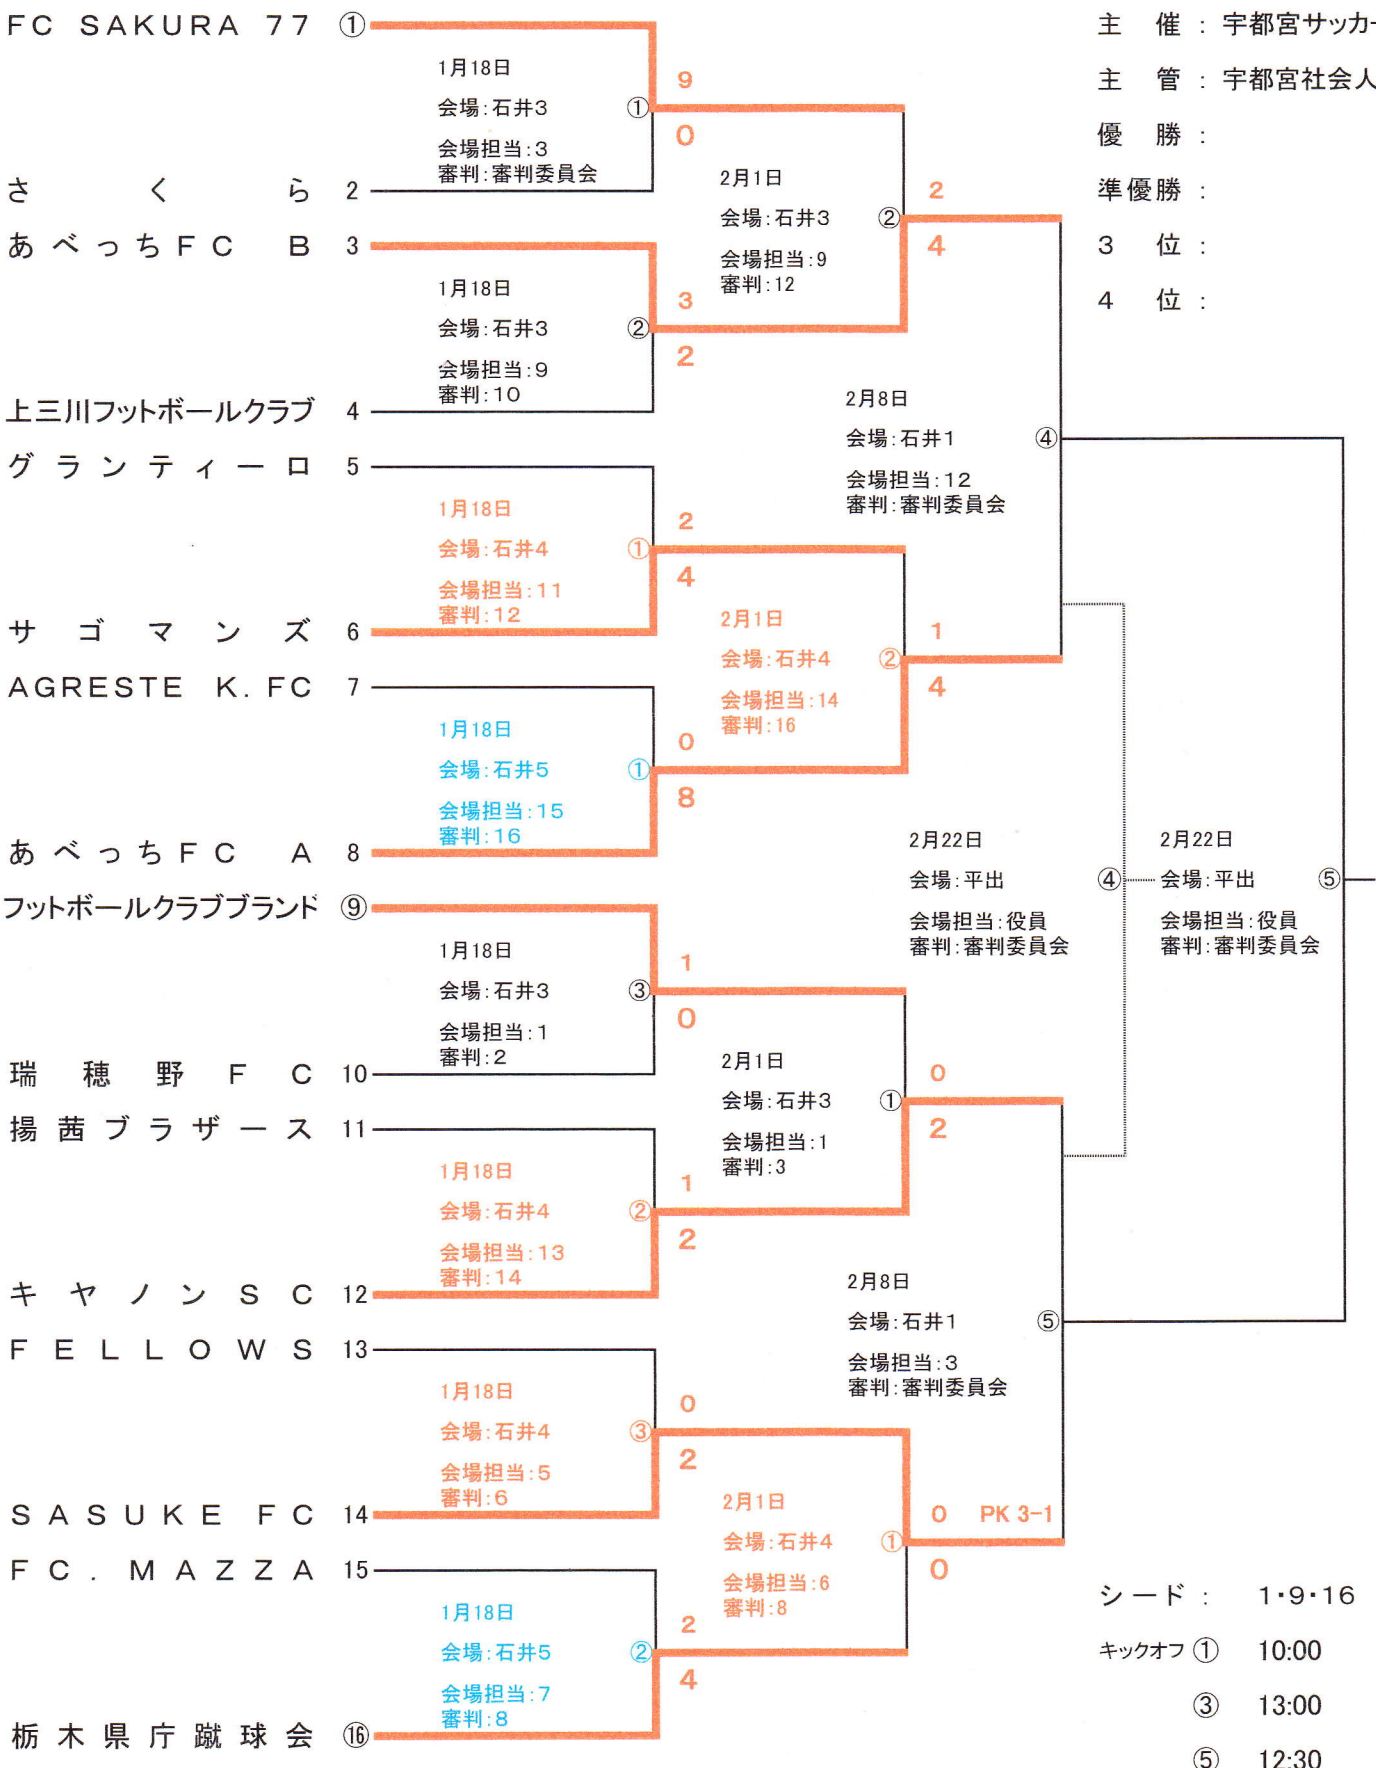 FC SAKURA 77 ①
1月18日
会場:石井3
①
会場担当:3
審判:審判委員会
9
0
さくら 2
あべっちFC B 3
1月18日
会場:石井3
②
会場担当:9
審判:10
3
2
上三川フットボールクラブ 4
2月1日
会場:石井3
②
会場担当:9
審判:12
2
4
グランティーロ 5
1月18日
会場:石井4
①
会場担当:11
審判:12
2
4
サゴマンズ 6
AGRESTE K.FC 7
1月18日
会場:石井5
①
会場担当:15
審判:16
0
8
あべっちFC A 8
2月1日
会場:石井4
②
会場担当:14
審判:16
1
4
2月8日
会場:石井1
④
会場担当:12
審判:審判委員会
フットボールクラブブランド ⑨
1月18日
会場:石井3
③
会場担当:1
審判:2
1
0
瑞穂野FC 10
揚茜ブラザース 11
1月18日
会場:石井4
②
会場担当:13
審判:14
1
2
キヤノンSC 12
2月1日
会場:石井3
①
会場担当:1
審判:3
0
2
FELLOWS 13
1月18日
会場:石井4
③
会場担当:5
審判:6
0
2
SASUKE FC 14
FC.MAZZA 15
1月18日
会場:石井5
②
会場担当:7
審判:8
2
4
栃木県庁蹴球会 ⑯
2月1日
会場:石井4
①
会場担当:6
審判:8
0 PK 3-1
0
2月8日
会場:石井1
⑤
会場担当:3
審判:審判委員会
2月22日
会場:平出
④
会場担当:役員
審判:審判委員会
2月22日
会場:平出
⑤
会場担当:役員
審判:審判委員会
主催:宇都宮サッカー
主管:宇都宮社会人
優勝:
準優勝:
3位:
4位:
シード: 1・9・16
キックオフ ① 10:00
③ 13:00
⑤ 12:30